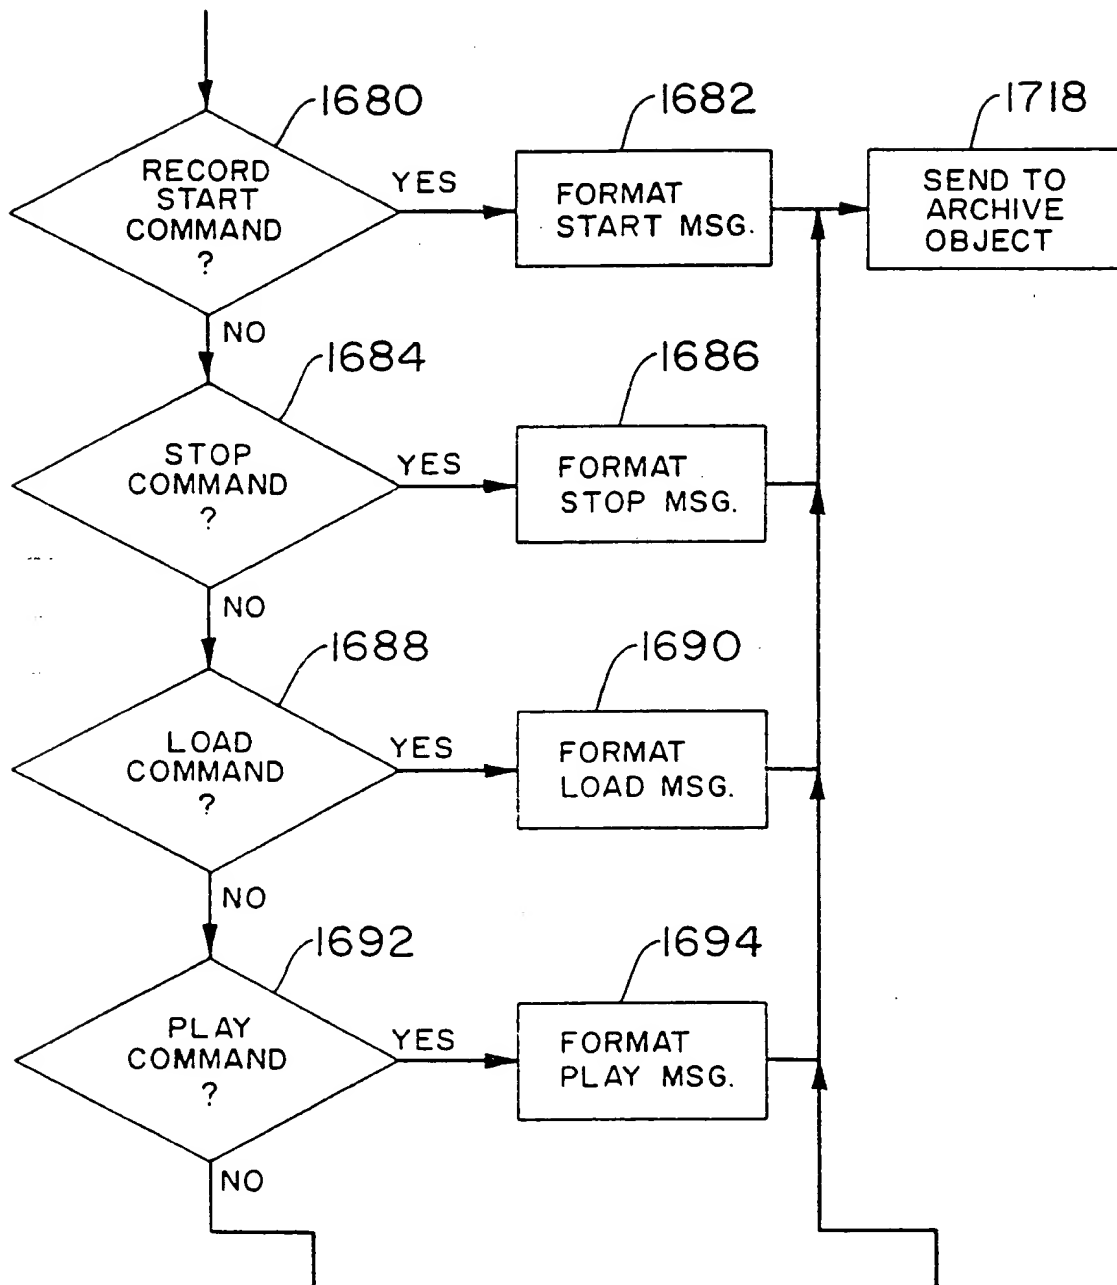 1680
RECORD
START
COMMAND
?
YES
1682
FORMAT
START MSG.
1718
SEND TO
ARCHIVE
OBJECT
NO
1684
STOP
COMMAND
?
YES
1686
FORMAT
STOP MSG.
NO
1688
LOAD
COMMAND
?
YES
1690
FORMAT
LOAD MSG.
NO
1692
PLAY
COMMAND
?
YES
1694
FORMAT
PLAY MSG.
NO